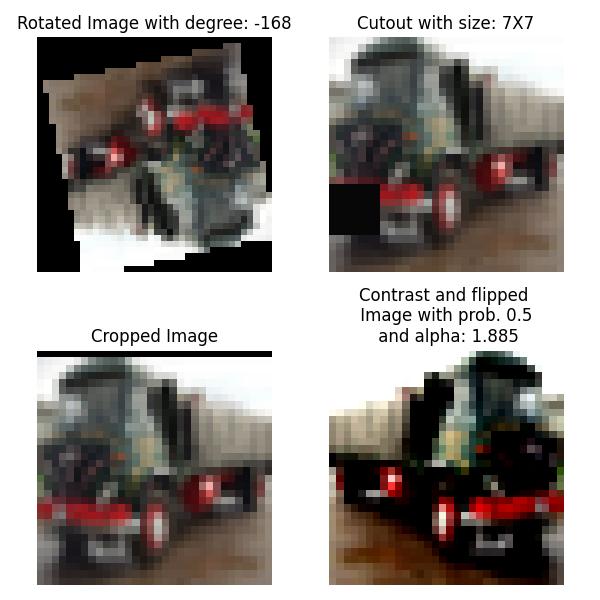 Rotated Image with degree: -168
Cutout with size: 7X7
Cropped Image
Contrast and flipped
Image with prob. 0.5
and alpha: 1.885